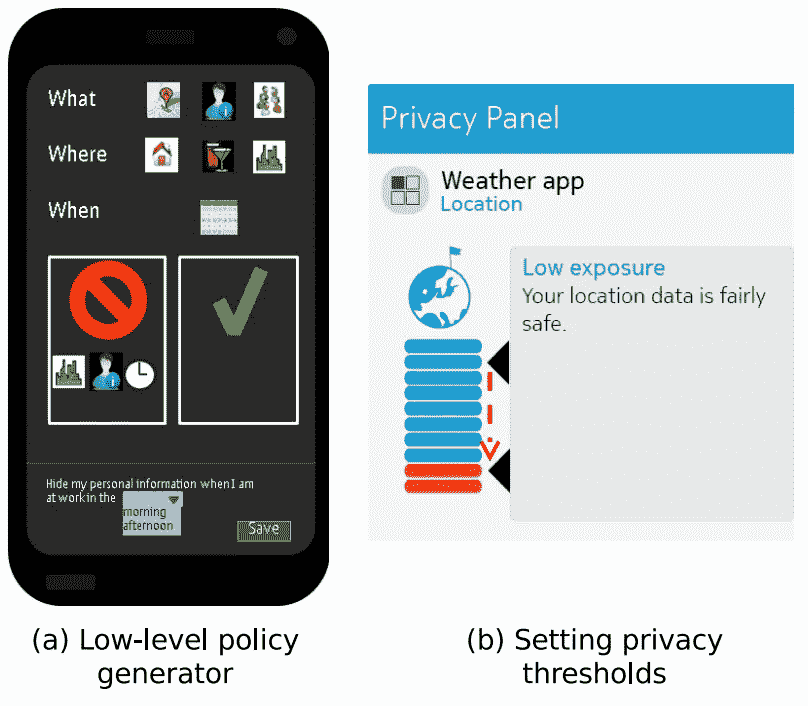 What
Where
When
Hide my personal information when I am
at work in the
morning
afternoon
Save
(a) Low-level policy
generator
Privacy Panel
Weather app
Location
Low exposure
Your location data is fairly
safe.
(b) Setting privacy
thresholds